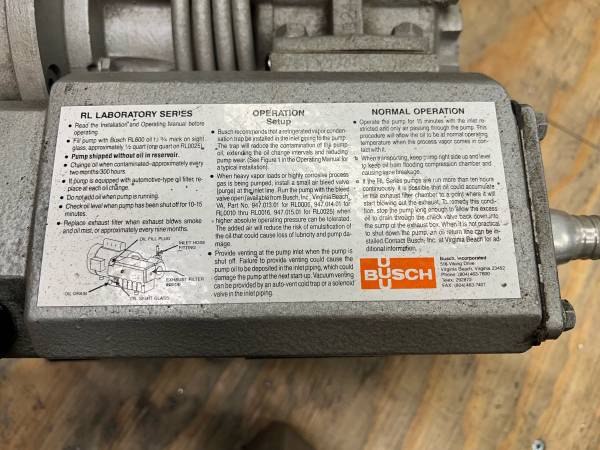 RL LABORATORY SERIES
● Read the Installation and Operating Manual before
operating.
● Fill pump with Busch RL600 oil to ¾ mark on sight
glass, approximately ½ quart (one quart on RL0025).
● Pump shipped without oil in reservoir.
● Change oil when contaminated-approximately every
two months/300 hours.
● If pump is equipped with automotive-type oil filter, re-
place at each oil change.
● Do not add oil when pump is running.
● Check oil level when pump has been shut off for 10-15
minutes.
● Replace exhaust filter when exhaust blows smoke
and oil mist, or approximately every nine months.
OIL FILL PLUG
INLET HOSE
FITTING
EXHAUST FILTER
INSIDE
OIL DRAIN
OIL SIGHT GLASS
OPERATION
Setup
● Busch recommends that a refrigerated vapor conden-
sation trap be installed in the inlet piping to the pump.
The trap will reduce the contamination of the pump
oil, extending the oil change intervals and reducing
pump wear. (See Figure 1 in the Operating Manual for
a typical installation).
● When heavy vapor loads or highly corrosive process
gas is being pumped, install a small air bleed valve
(purge) at the inlet line. Run the pump with the bleed
valve open (available from Busch, Inc., Virginia Beach,
VA, Part No. 947.013.01 for RL0006, 947.014.01 for
RL0010 thru RL0016, 947.015.01 for RL0025) when
higher absolute operating pressure can be tolerated.
The added air will reduce the risk of emulsification of
the oil that could cause loss of lubricity and pump da-
mage.
● Provide venting at the pump inlet when the pump is
shut off. Failure to provide venting could cause the
pump oil to be deposited in the inlet piping, which could
damage the pump at the next start-up. Vacuum venting
can be provided by an auto-vent cold trap or a solenoid
valve in the inlet piping.
NORMAL OPERATION
Operate the pump for 15 minutes with the inlet re-
stricted and only air passing through the pump. This
procedure will allow the oil to be at normal operating
temperature when the process vapor comes in con-
tact with it.
● When transporting, keep pump right side up and level
to keep oil from flooding compression chamber and
causing vane breakage.
● If the RL Series pumps are run more than ten hours
continuously, it is possible that oil could accumulate
in the exhaust filter chamber to a point where it will
start blowing out the exhaust. To remedy this condi-
tion, stop the pump long enough to allow the excess
oil to drain through the check valve back down into
the sump of the exhaust box. When it is not practical
to shut down the pump, an oil return line can be in-
stalled. Contact Busch, Inc. at Virginia Beach for ad-
ditional information.
BUSCH
Busch, Incorporated
516 Viking Drive
Virginia Beach, Virginia 23452
Phone: (804) 463-7800
Telex: 292870
FAX: (804) 463-7407